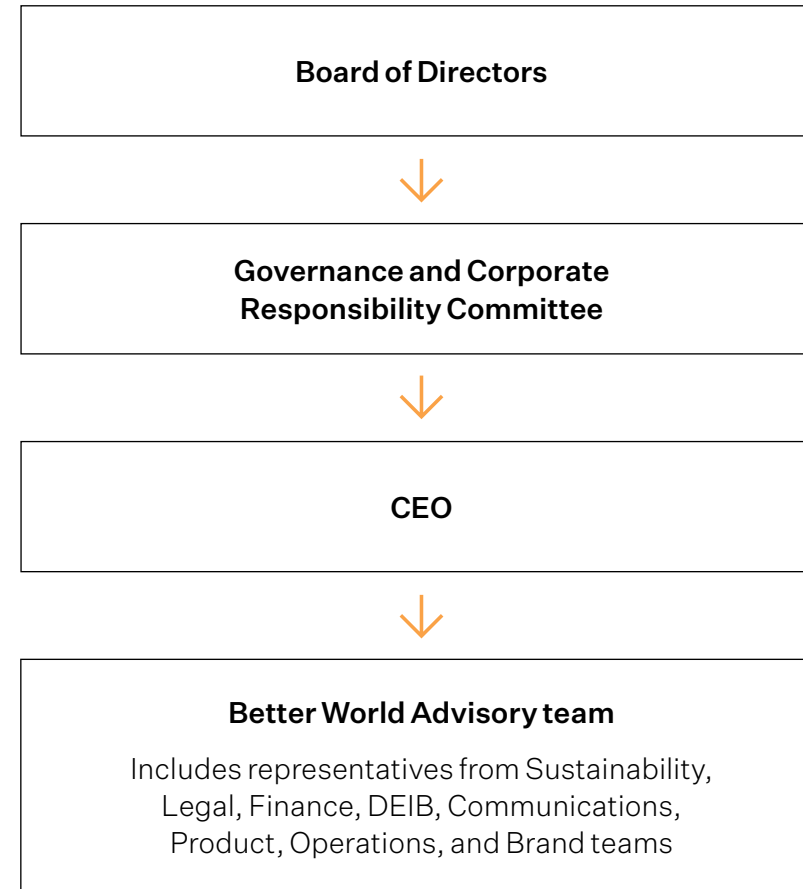 Board of Directors
Governance and Corporate
Responsibility Committee
CEO
Better World Advisory team
Includes representatives from Sustainability,
Legal, Finance, DEIB, Communications,
Product, Operations, and Brand teams